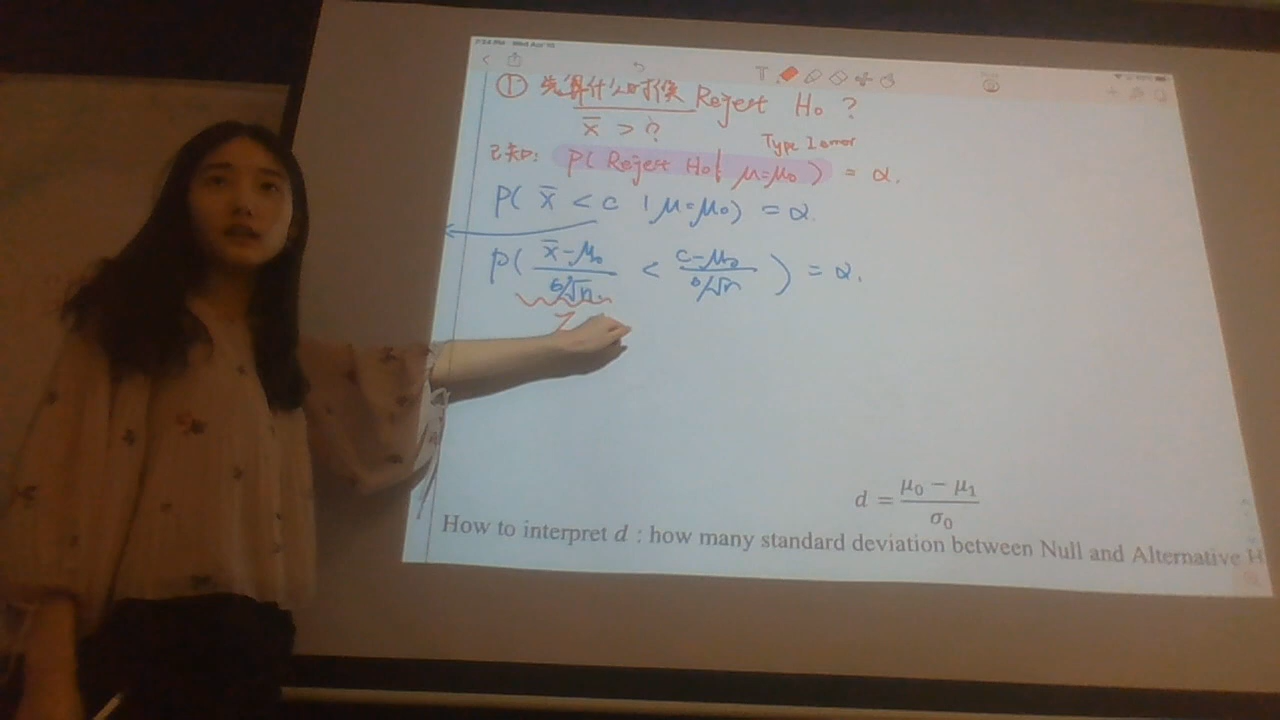 ① 先算什么时候 Reject H₀ ?
x̄ > ?
已知: P( Reject H₀ | μ=μ₀ ) = α.
Type I error
P( x̄ < c | μ=μ₀) = α.
P( (x̄-μ₀)/(σ/√n) < (c-μ₀)/(σ/√n) ) = α.
Z
d = (μ₀ − μ₁)/σ₀
How to interpret d : how many standard deviation between Null and Alternative H